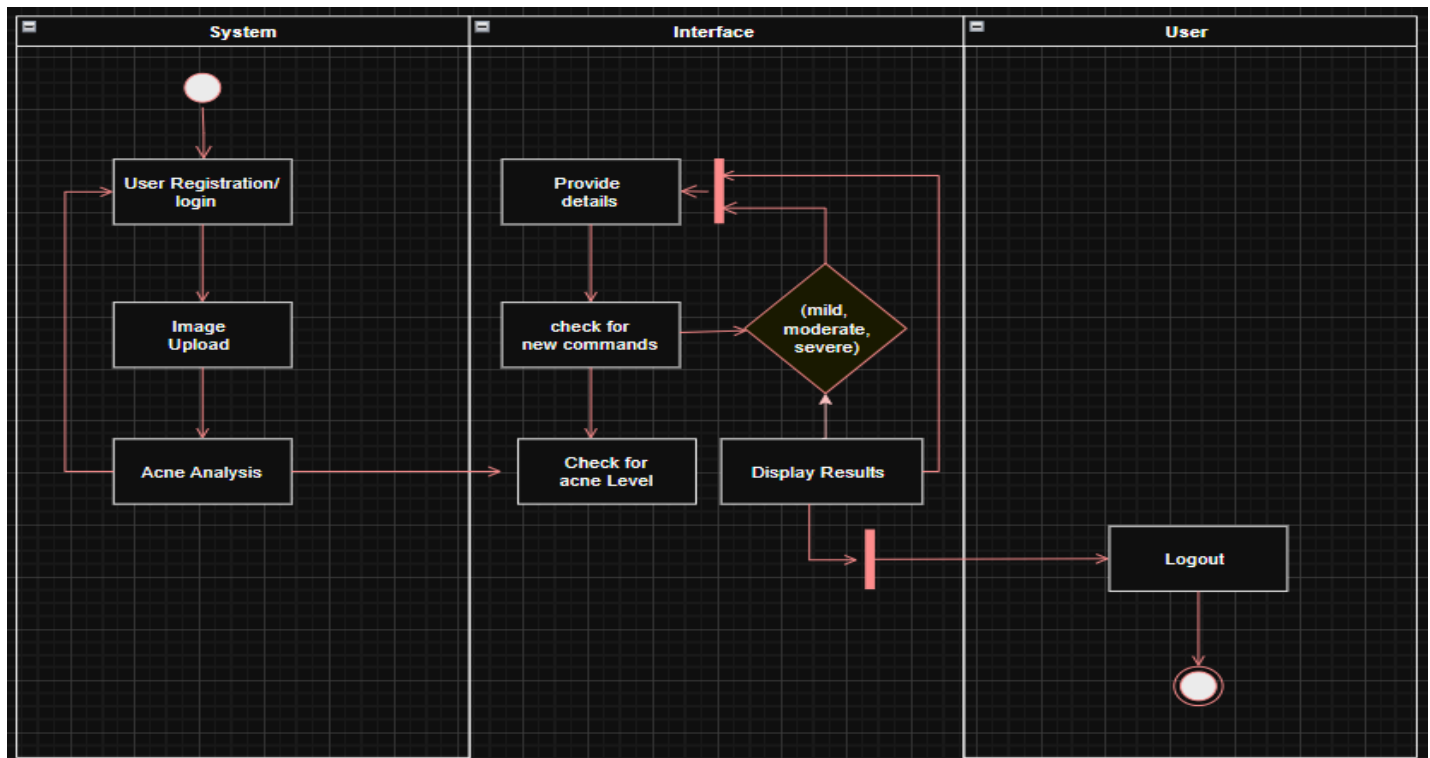 System
Interface
User
User Registration/
login
Provide
details
Image
Upload
check for
new commands
(mild,
moderate,
severe)
Acne Analysis
Check for
acne Level
Display Results
Logout